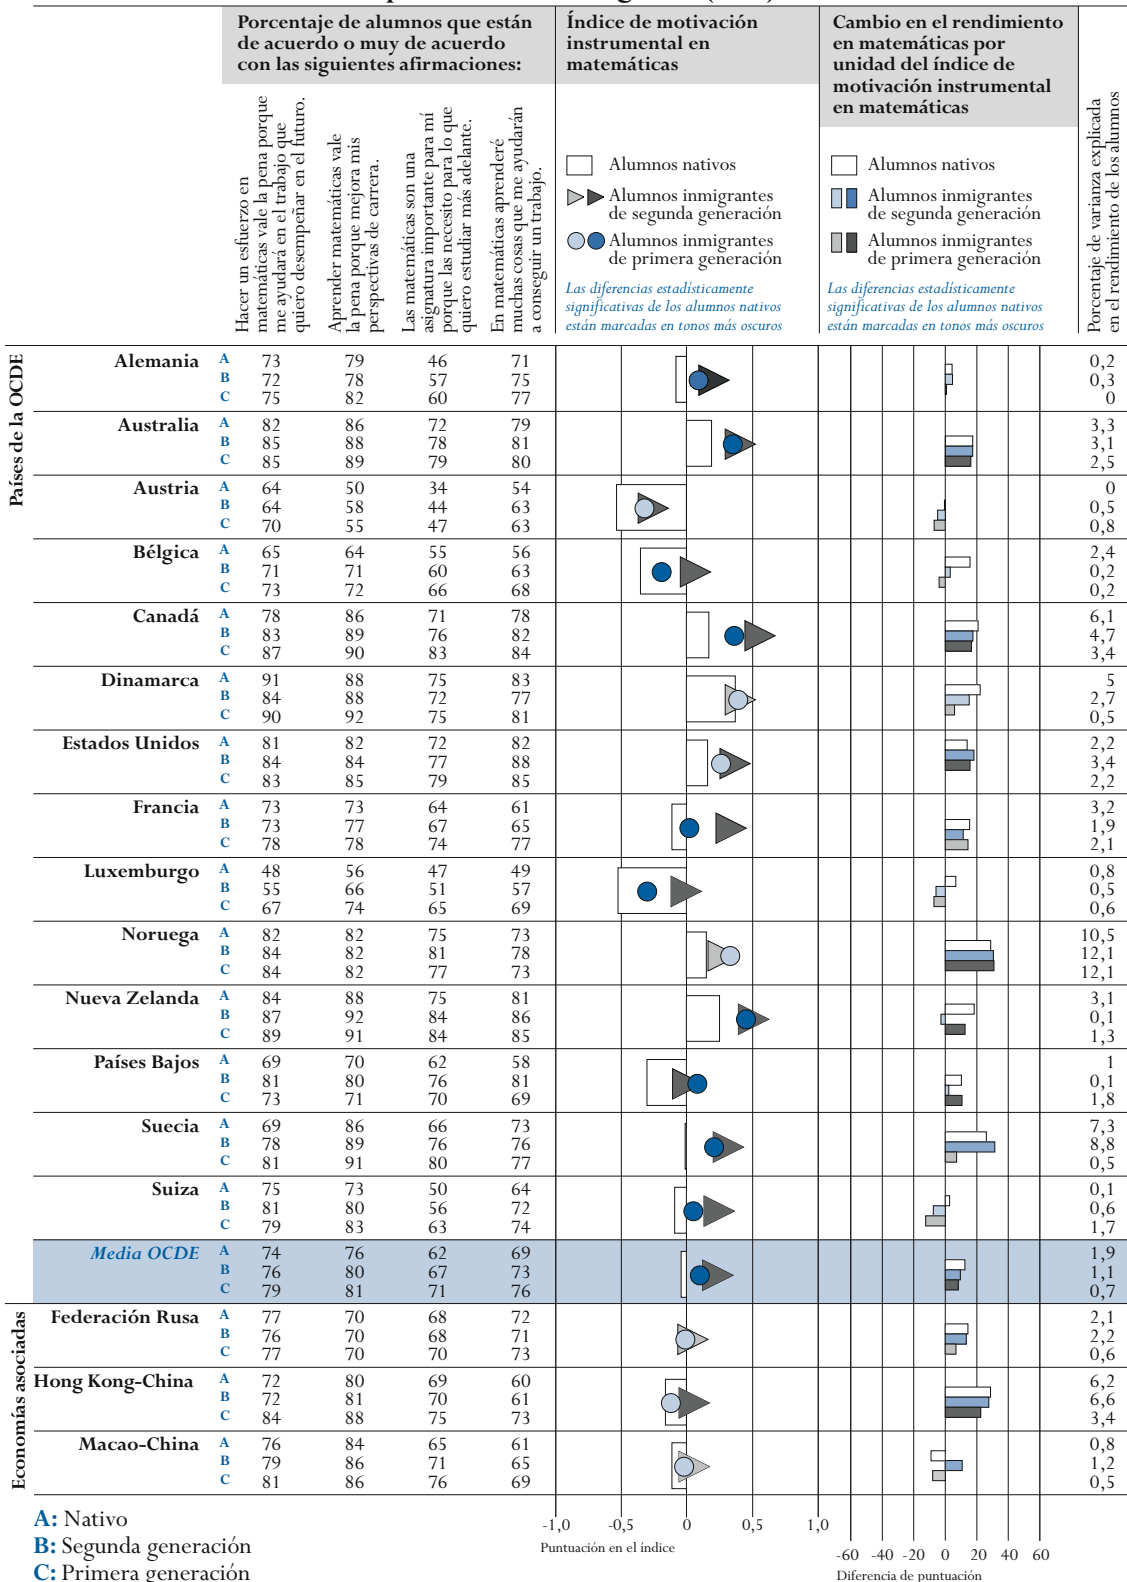 Porcentaje de alumnos que están
de acuerdo o muy de acuerdo
con las siguientes afirmaciones:
Índice de motivación
instrumental en
matemáticas
Cambio en el rendimiento
en matemáticas por
unidad del índice de
motivación instrumental
en matemáticas
Hacer un esfuerzo en
matemáticas vale la pena porque
me ayudará en el trabajo que
quiero desempeñar en el futuro.
Aprender matemáticas vale
la pena porque mejora mis
perspectivas de carrera.
Las matemáticas son una
asignatura importante para mí
porque las necesito para lo que
quiero estudiar más adelante.
En matemáticas aprenderé
muchas cosas que me ayudarán
a conseguir un trabajo.
Alumnos nativos
Alumnos inmigrantes
de segunda generación
Alumnos inmigrantes
de primera generación
Las diferencias estadísticamente
significativas de los alumnos nativos
están marcadas en tonos más oscuros
Alumnos nativos
Alumnos inmigrantes
de segunda generación
Alumnos inmigrantes
de primera generación
Las diferencias estadísticamente
significativas de los alumnos nativos
están marcadas en tonos más oscuros
Porcentaje de varianza explicada
en el rendimiento de los alumnos
Países de la OCDE
Alemania A 73 79 46 71 0,2
B 72 78 57 75 0,3
C 75 82 60 77 0
Australia A 82 86 72 79 3,3
B 85 88 78 81 3,1
C 85 89 79 80 2,5
Austria A 64 50 34 54 0
B 64 58 44 63 0,5
C 70 55 47 63 0,8
Bélgica A 65 64 55 56 2,4
B 71 71 60 63 0,2
C 73 72 66 68 0,2
Canadá A 78 86 71 78 6,1
B 83 89 76 82 4,7
C 87 90 83 84 3,4
Dinamarca A 91 88 75 83 5
B 84 88 72 77 2,7
C 90 92 75 81 0,5
Estados Unidos A 81 82 72 82 2,2
B 84 84 77 88 3,4
C 83 85 79 85 2,2
Francia A 73 73 64 61 3,2
B 73 77 67 65 1,9
C 78 78 74 77 2,1
Luxemburgo A 48 56 47 49 0,8
B 55 66 51 57 0,5
C 67 74 65 69 0,6
Noruega A 82 82 75 73 10,5
B 84 82 81 78 12,1
C 84 82 77 73 12,1
Nueva Zelanda A 84 88 75 81 3,1
B 87 92 84 86 0,1
C 89 91 84 85 1,3
Países Bajos A 69 70 62 58 1
B 81 80 76 81 0,1
C 73 71 70 69 1,8
Suecia A 69 86 66 73 7,3
B 78 89 76 76 8,8
C 81 91 80 77 0,5
Suiza A 75 73 50 64 0,1
B 81 80 56 72 0,6
C 79 83 63 74 1,7
Media OCDE A 74 76 62 69 1,9
B 76 80 67 73 1,1
C 79 81 71 76 0,7
Economías asociadas
Federación Rusa A 77 70 68 72 2,1
B 76 70 68 71 2,2
C 77 70 70 73 0,6
Hong Kong-China A 72 80 69 60 6,2
B 72 81 70 61 6,6
C 84 88 75 73 3,4
Macao-China A 76 84 65 61 0,8
B 79 86 71 65 1,2
C 81 86 76 69 0,5
-1,0 -0,5 0 0,5 1,0
Puntuación en el índice
-60 -40 -20 0 20 40 60
Diferencia de puntuación
A: Nativo
B: Segunda generación
C: Primera generación